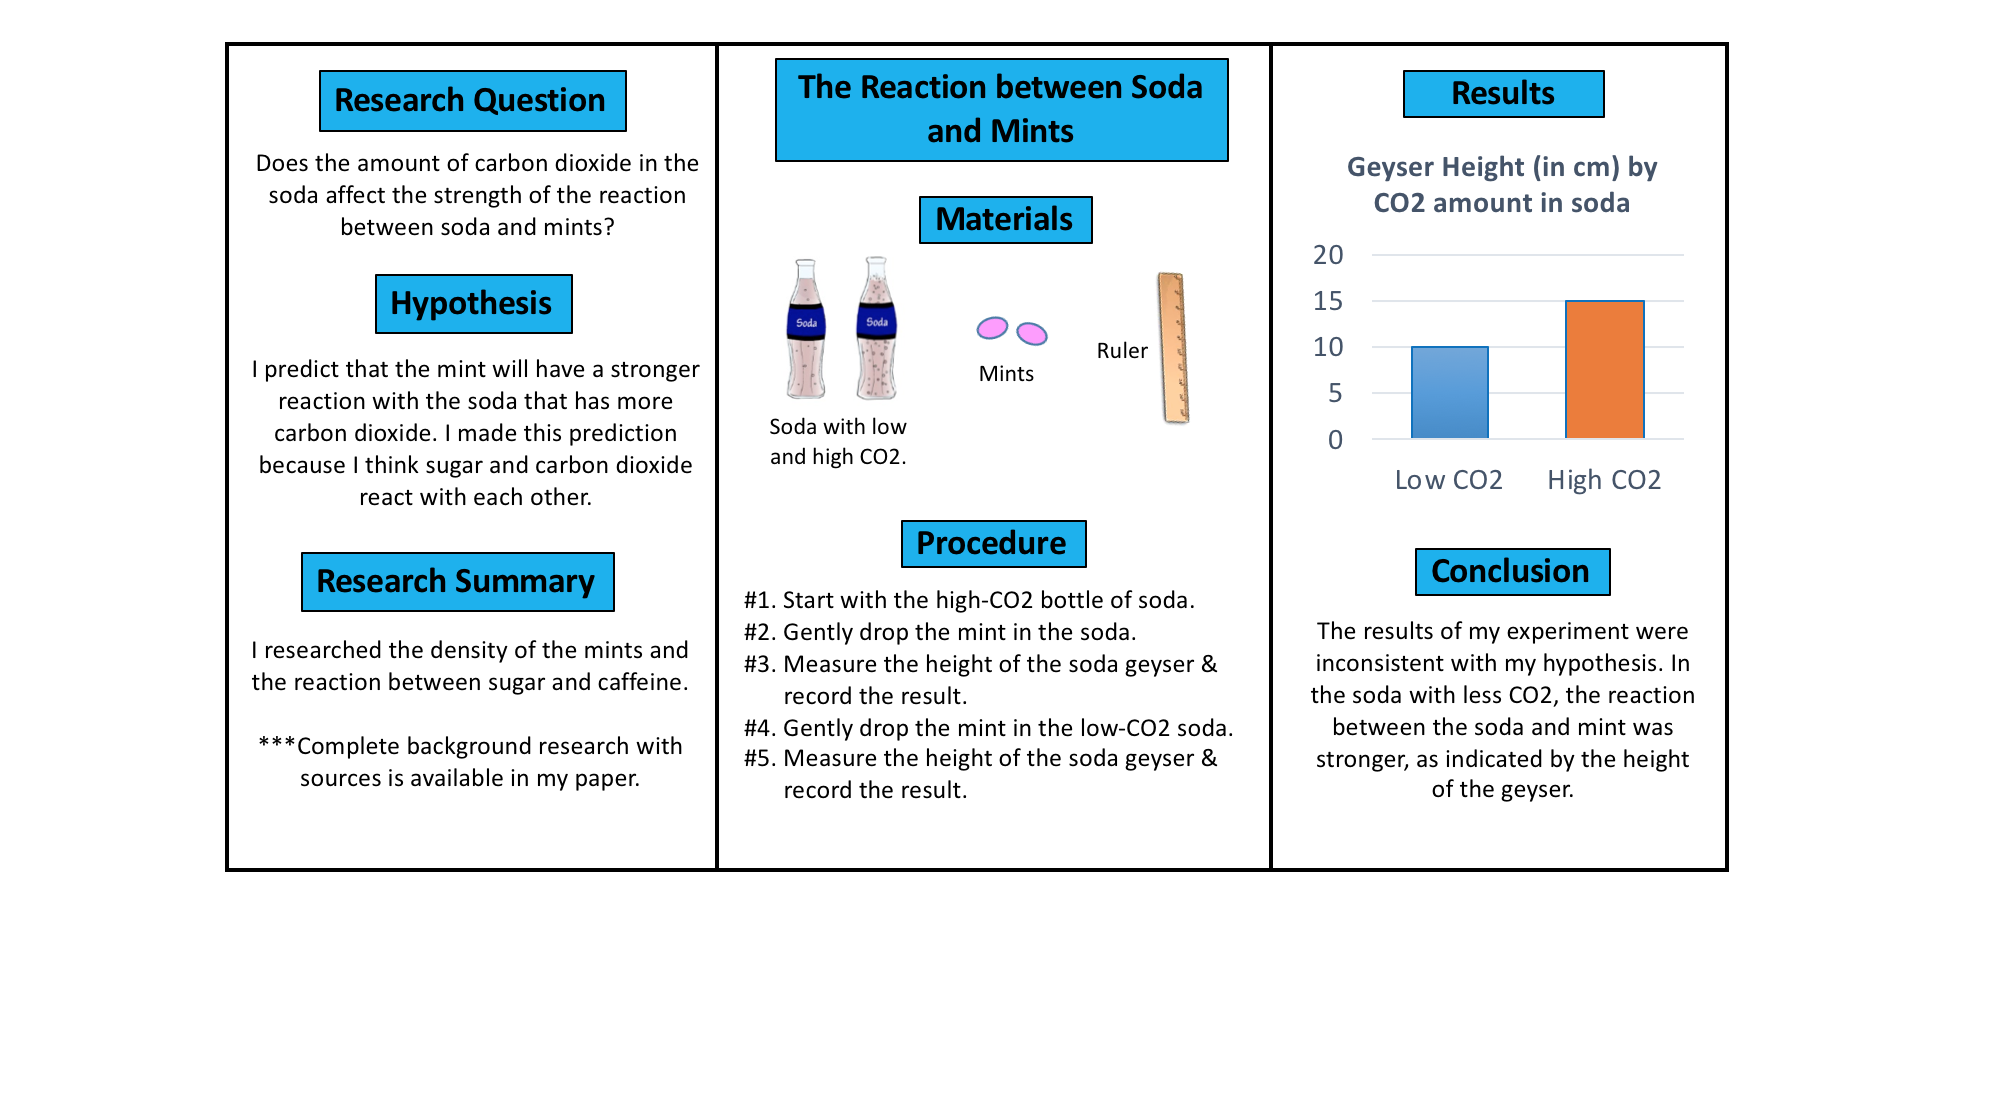 Research Question
Does the amount of carbon dioxide in the
soda affect the strength of the reaction
between soda and mints?
Hypothesis
I predict that the mint will have a stronger
reaction with the soda that has more
carbon dioxide. I made this prediction
because I think sugar and carbon dioxide
react with each other.
Research Summary
I researched the density of the mints and
the reaction between sugar and caffeine.
***Complete background research with
sources is available in my paper.
The Reaction between Soda
and Mints
Materials
Soda
Soda
Soda with low
and high CO2.
Mints
Ruler
Procedure
#1. Start with the high-CO2 bottle of soda.
#2. Gently drop the mint in the soda.
#3. Measure the height of the soda geyser &
record the result.
#4. Gently drop the mint in the low-CO2 soda.
#5. Measure the height of the soda geyser &
record the result.
Results
Geyser Height (in cm) by
CO2 amount in soda
20
15
10
5
0
Low CO2
High CO2
Conclusion
The results of my experiment were
inconsistent with my hypothesis. In
the soda with less CO2, the reaction
between the soda and mint was
stronger, as indicated by the height
of the geyser.